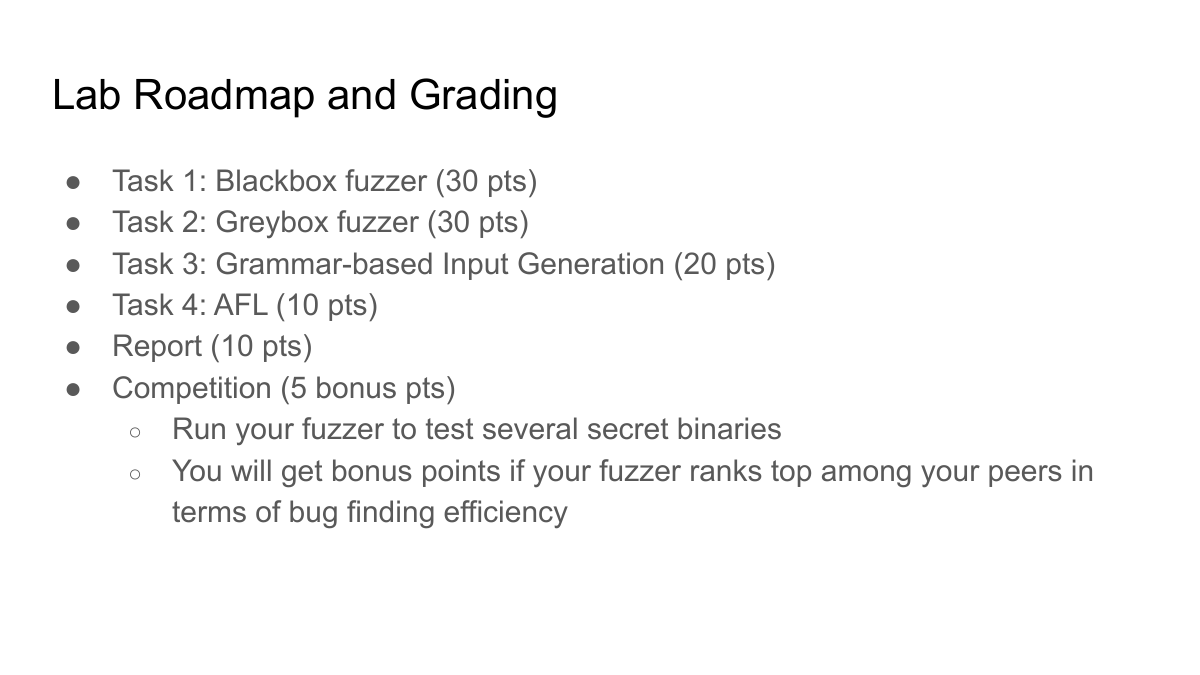 Lab Roadmap and Grading
● Task 1: Blackbox fuzzer (30 pts)
● Task 2: Greybox fuzzer (30 pts)
● Task 3: Grammar-based Input Generation (20 pts)
● Task 4: AFL (10 pts)
● Report (10 pts)
● Competition (5 bonus pts)
○ Run your fuzzer to test several secret binaries
○ You will get bonus points if your fuzzer ranks top among your peers in
terms of bug finding efficiency